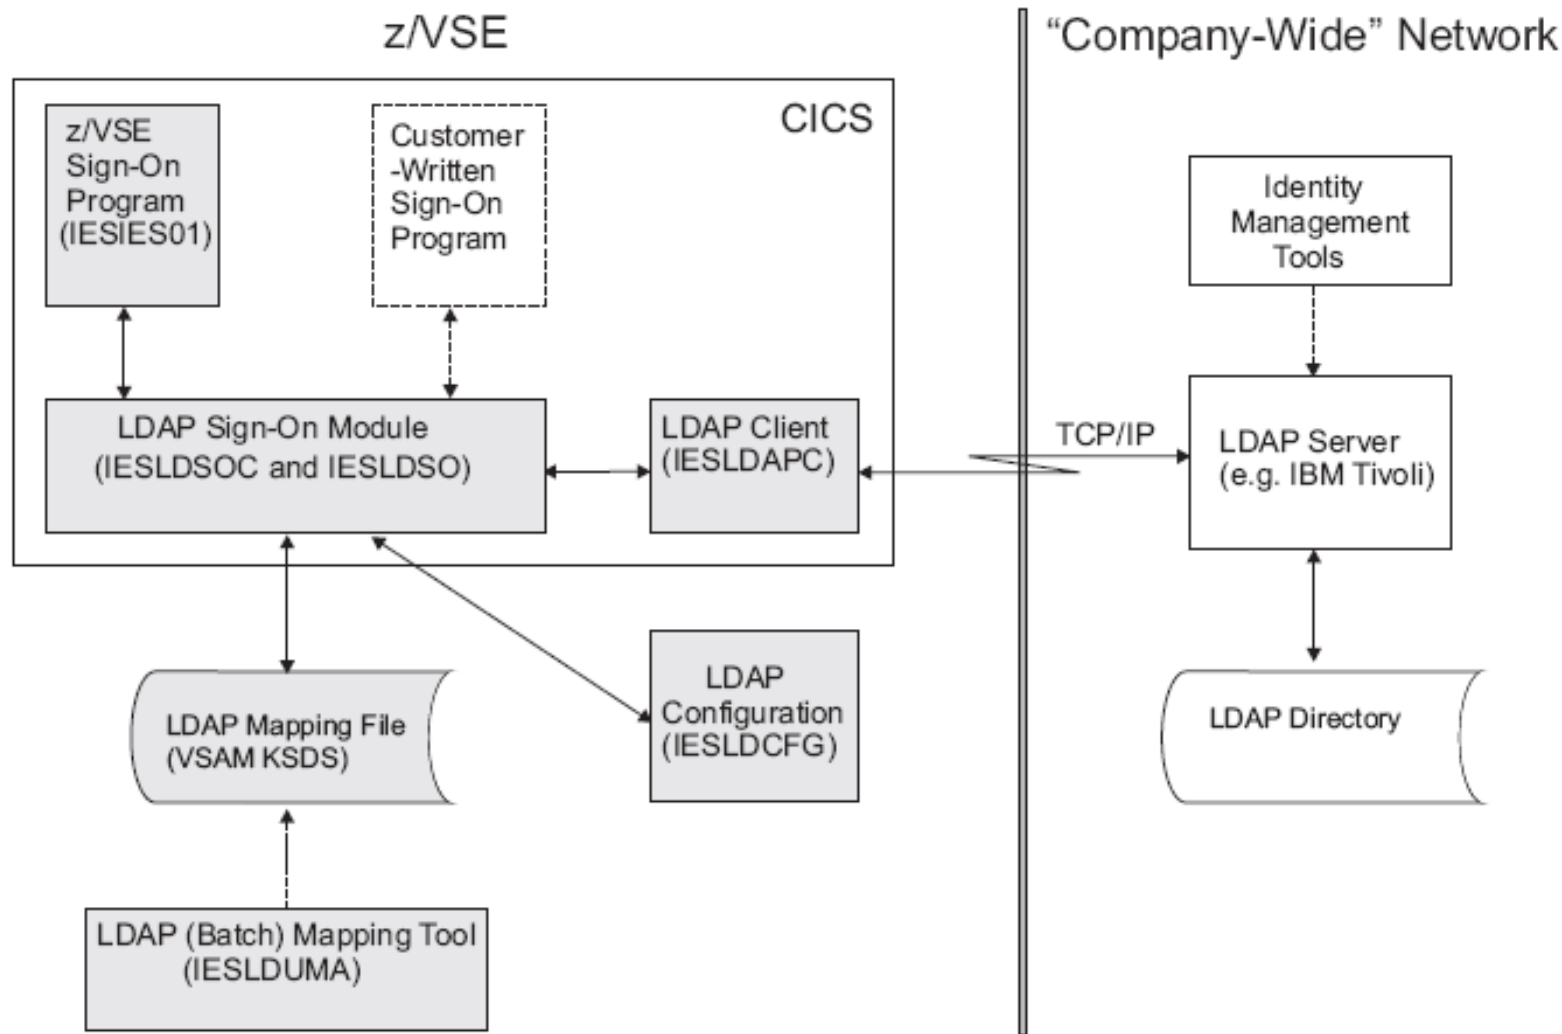 z/VSE
“Company-Wide” Network
CICS
z/VSE
Sign-On
Program
(IESIES01)
Customer
-Written
Sign-On
Program
Identity
Management
Tools
LDAP Sign-On Module
(IESLDSOC and IESLDSO)
LDAP Client
(IESLDAPC)
TCP/IP
LDAP Server
(e.g. IBM Tivoli)
LDAP Mapping File
(VSAM KSDS)
LDAP
Configuration
(IESLDCFG)
LDAP Directory
LDAP (Batch) Mapping Tool
(IESLDUMA)